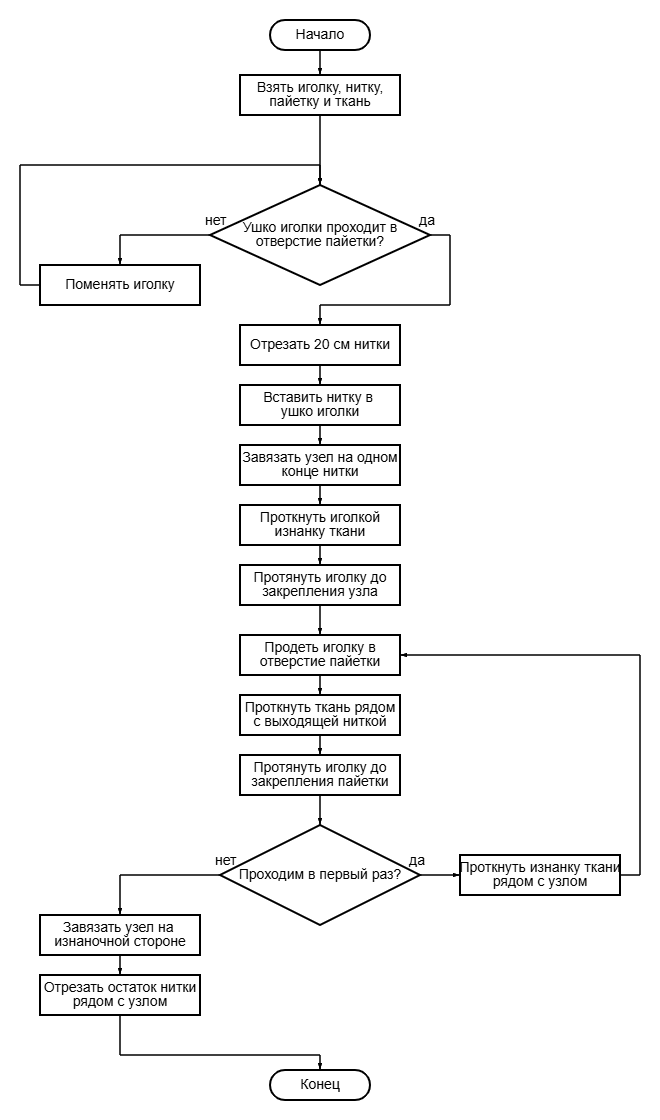 Начало
Взять иголку, нитку,
пайетку и ткань
нет
да
Ушко иголки проходит в
отверстие пайетки?
Поменять иголку
Отрезать 20 см нитки
Вставить нитку в
ушко иголки
Завязать узел на одном
конце нитки
Проткнуть иголкой
изнанку ткани
Протянуть иголку до
закрепления узла
Продеть иголку в
отверстие пайетки
Проткнуть ткань рядом
с выходящей ниткой
Протянуть иголку до
закрепления пайетки
нет
да
Проходим в первый раз?
Проткнуть изнанку ткани
рядом с узлом
Завязать узел на
изнаночной стороне
Отрезать остаток нитки
рядом с узлом
Конец